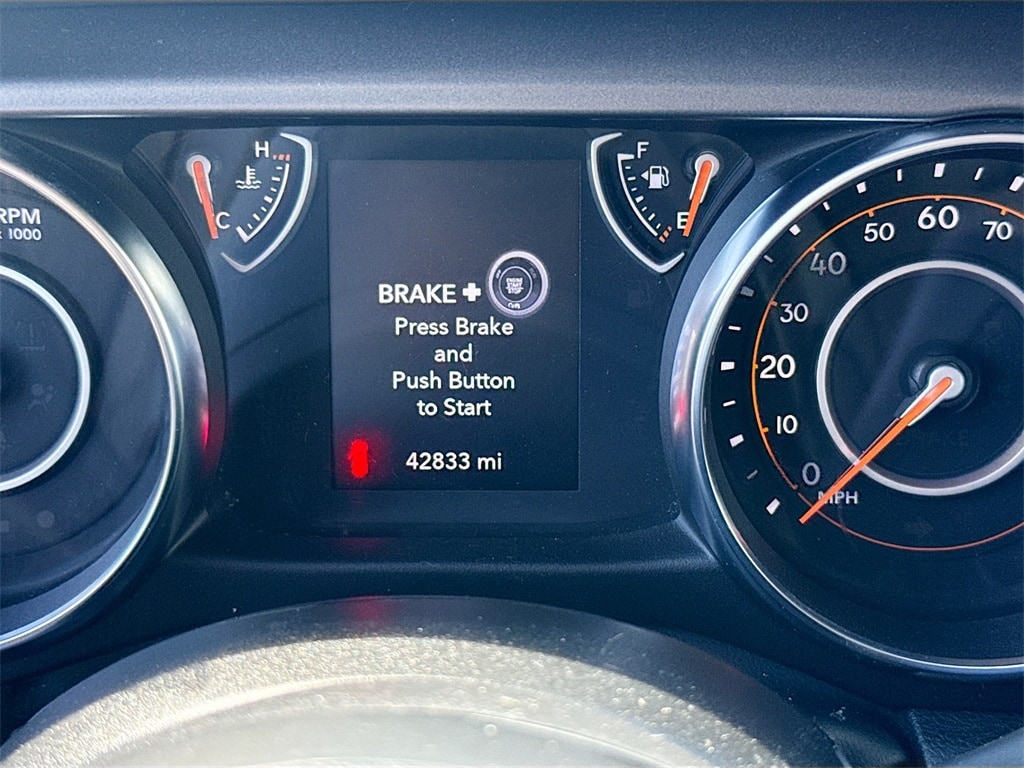 RPM
x 1000
H
C
F
E
BRAKE + ENGINE START STOP
Press Brake
and
Push Button
to Start
42833 mi
0
10
20
30
40
50
60
70
MPH